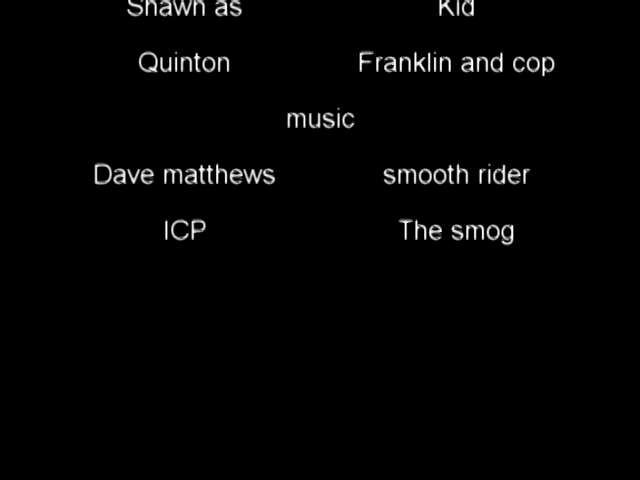 Shawn as Kid
Quinton Franklin and cop
music
Dave matthews smooth rider
ICP The smog